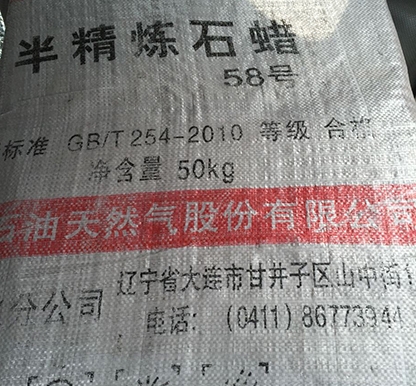 半精炼石蜡
58号
标准 GB/T 254-2010 等级 合格
净含量 50kg
石油天然气股份有限公司
分公司
辽宁省大连市甘井子区山中街1
电话: (0411) 86773944